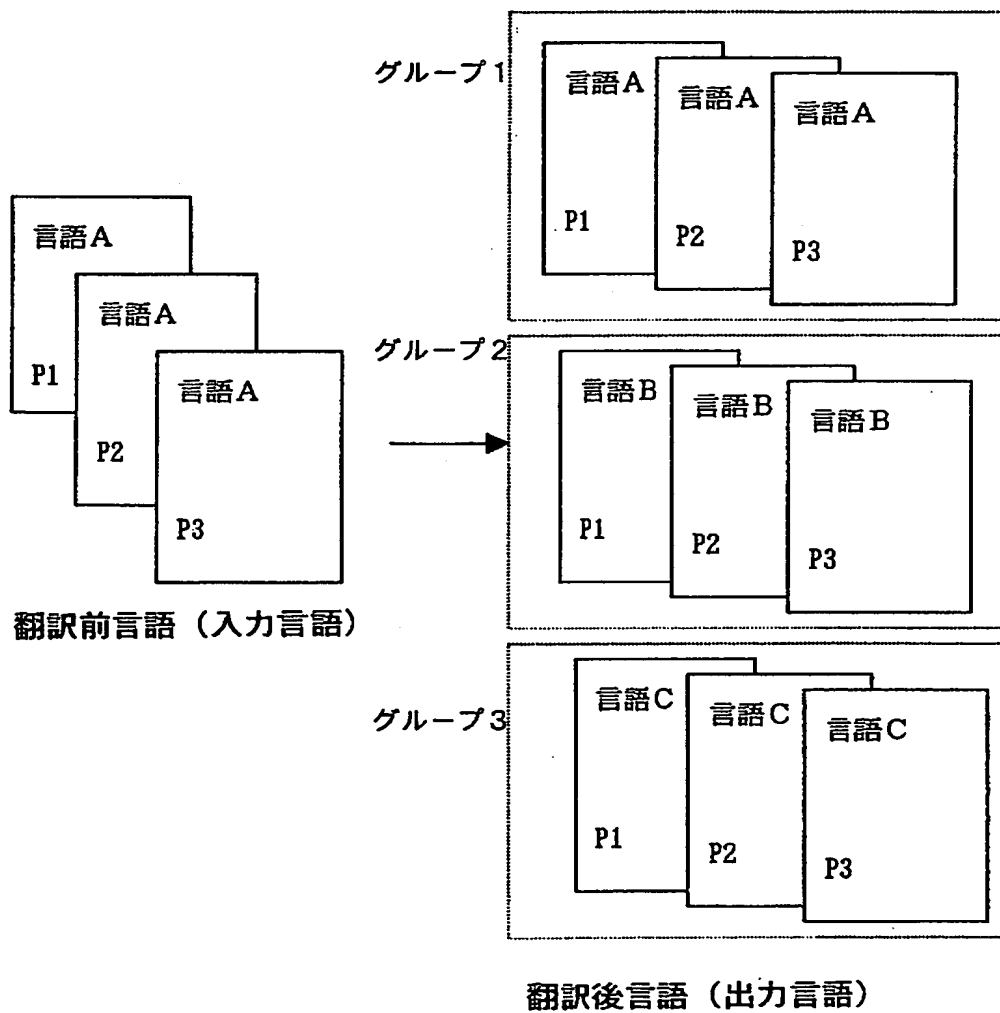 言語A
P1
言語A
P2
言語A
P3
翻訳前言語（入力言語）
グループ1
言語A
P1
言語A
P2
言語A
P3
グループ2
言語B
P1
言語B
P2
言語B
P3
グループ3
言語C
P1
言語C
P2
言語C
P3
翻訳後言語（出力言語）